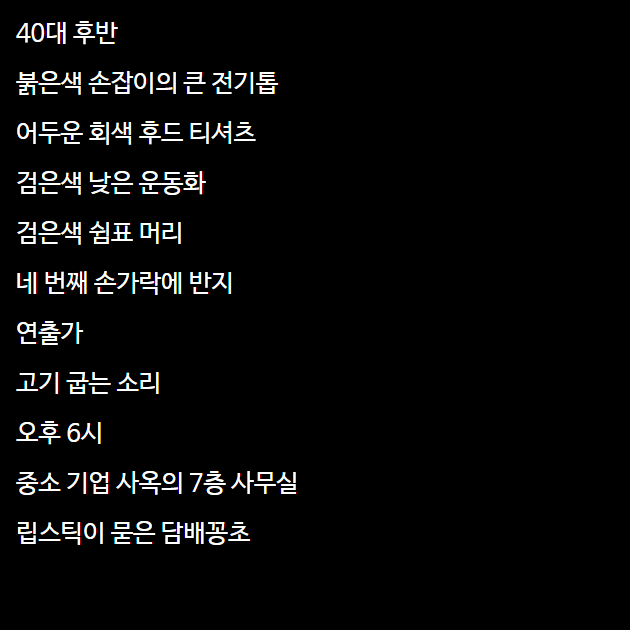 40대 후반
붉은색 손잡이의 큰 전기톱
어두운 회색 후드 티셔츠
검은색 낮은 운동화
검은색 쉼표 머리
네 번째 손가락에 반지
연출가
고기 굽는 소리
오후 6시
중소 기업 사옥의 7층 사무실
립스틱이 묻은 담배꽁초